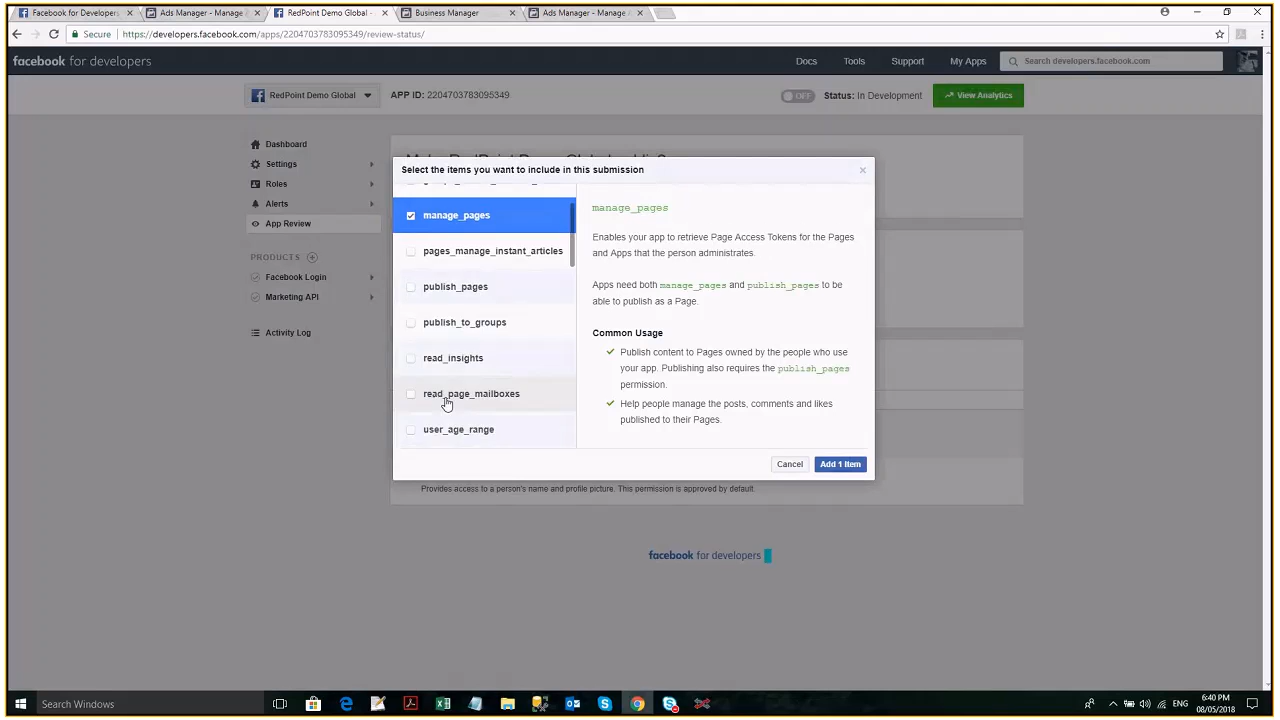 Facebook for Developers
Ads Manager - Manage
RedPoint Demo Global -
Business Manager
Ads Manager - Manage
Secure
https://developers.facebook.com/apps/2204703783095349/review-status/
facebook for developers
Docs
Tools
Support
My Apps
Search developers.facebook.com
RedPoint Demo Global
APP ID: 2204703783095349
OFF
Status: In Development
View Analytics
Dashboard
Settings
Roles
Alerts
App Review
PRODUCTS
Facebook Login
Marketing API
Activity Log
Select the items you want to include in this submission
manage_pages
pages_manage_instant_articles
publish_pages
publish_to_groups
read_insights
read_page_mailboxes
user_age_range
manage_pages
Enables your app to retrieve Page Access Tokens for the Pages
and Apps that the person administrates.
Apps need both manage_pages and publish_pages to be
able to publish as a Page.
Common Usage
Publish content to Pages owned by the people who use
your app. Publishing also requires the publish_pages
permission.
Help people manage the posts, comments and likes
published to their Pages.
Cancel
Add 1 Item
Provides access to a person's name and profile picture. This permission is approved by default.
facebook for developers
Search Windows
ENG
6:40 PM
08/05/2018